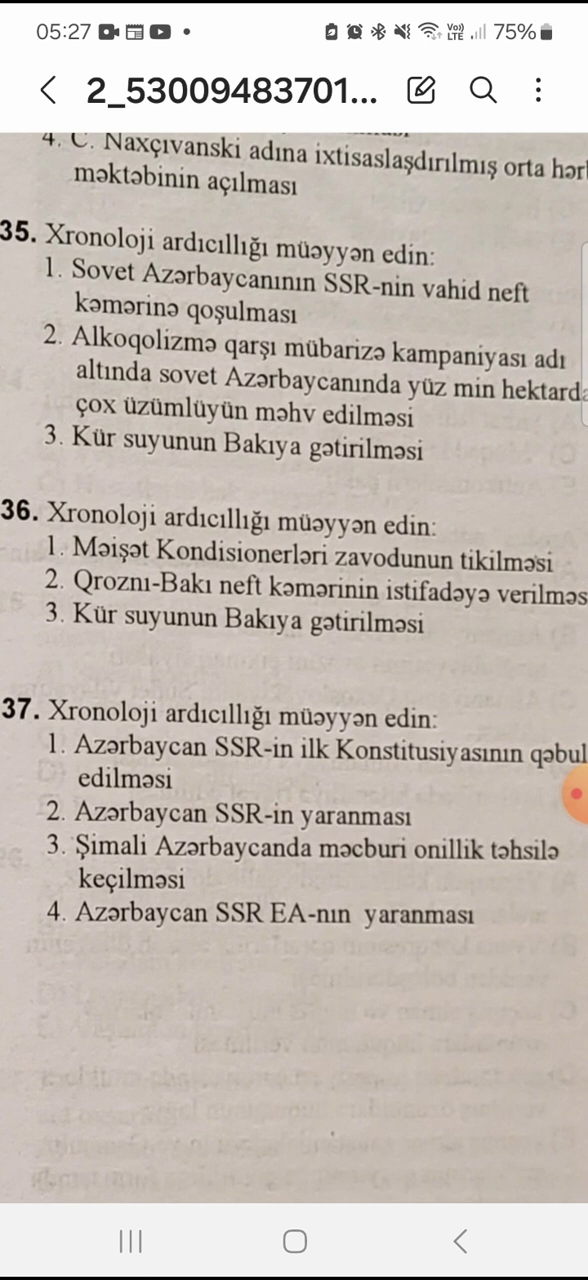 05:27
Vo))
LTE
75%
2_53009483701...
4. C. Naxçıvanski adına ixtisaslaşdırılmış orta hərl
məktəbinin açılması
35. Xronoloji ardıcıllığı müəyyən edin:
1. Sovet Azərbaycanının SSR-nin vahid neft
kəmərinə qoşulması
2. Alkoqolizmə qarşı mübarizə kampaniyası adı
altında sovet Azərbaycanında yüz min hektarda
çox üzümlüyün məhv edilməsi
3. Kür suyunun Bakıya gətirilməsi
36. Xronoloji ardıcıllığı müəyyən edin:
1. Məişət Kondisionerləri zavodunun tikilməsi
2. Qroznı-Bakı neft kəmərinin istifadəyə verilməs
3. Kür suyunun Bakıya gətirilməsi
37. Xronoloji ardıcıllığı müəyyən edin:
1. Azərbaycan SSR-in ilk Konstitusiyasının qəbul
edilməsi
2. Azərbaycan SSR-in yaranması
3. Şimali Azərbaycanda məcburi onillik təhsilə
keçilməsi
4. Azərbaycan SSR EA-nın yaranması